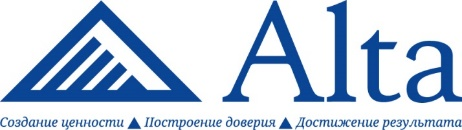 Alta
Создание ценности ▲ Построение доверия ▲ Достижение результата